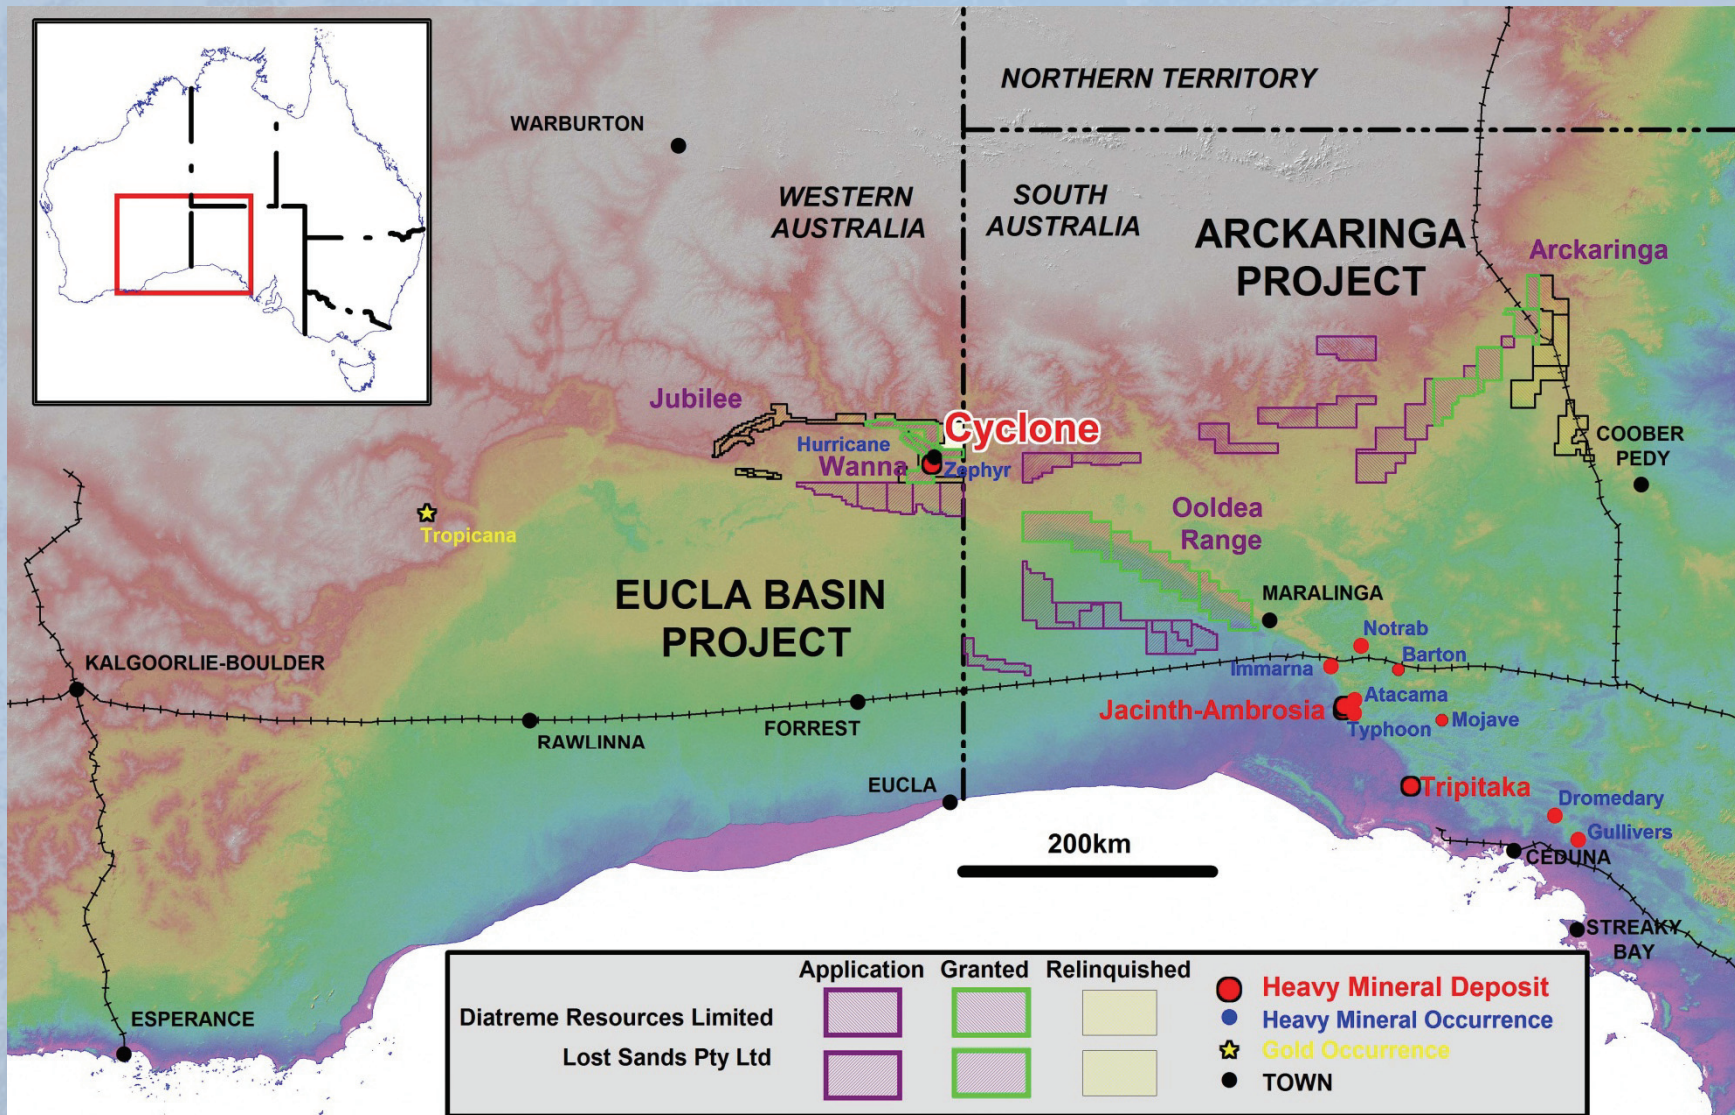 NORTHERN TERRITORY
WARBURTON
WESTERN
AUSTRALIA
SOUTH
AUSTRALIA
ARCKARINGA
PROJECT
Arckaringa
Jubilee
Cyclone
Hurricane
Wanna
Zephyr
COOBER
PEDY
Tropicana
Ooldea
Range
EUCLA BASIN
PROJECT
MARALINGA
Notrab
Barton
Immarna
KALGOORLIE-BOULDER
Atacama
Jacinth-Ambrosia
Typhoon
Mojave
FORREST
RAWLINNA
EUCLA
Tripitaka
Dromedary
Gullivers
CEDUNA
200km
STREAKY
BAY
ESPERANCE
Application Granted Relinquished
Diatreme Resources Limited
Lost Sands Pty Ltd
Heavy Mineral Deposit
Heavy Mineral Occurrence
Gold Occurrence
TOWN